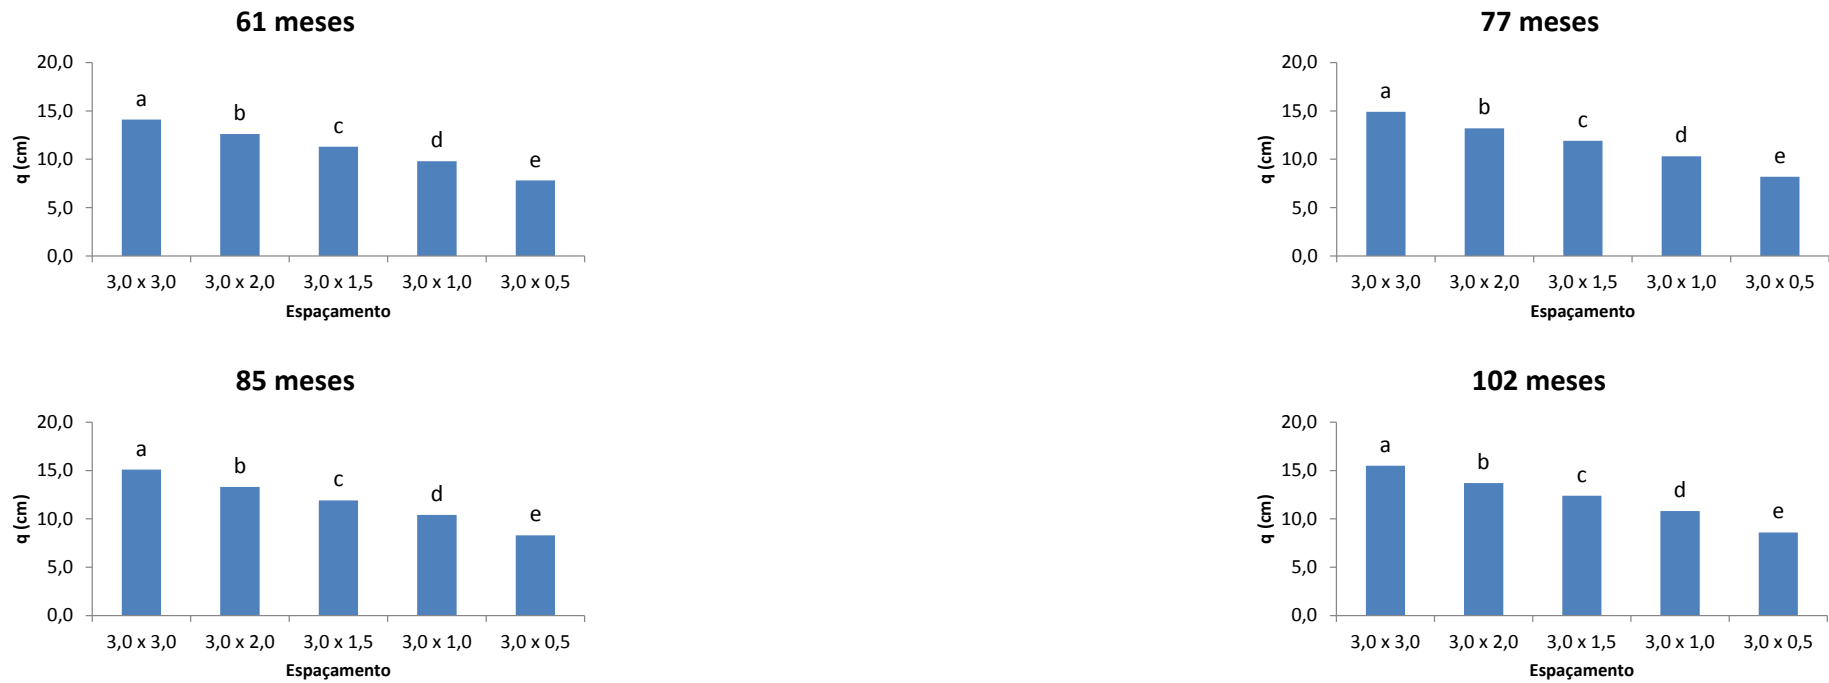 61 meses
20,0
15,0
10,0
5,0
0,0
q (cm)
a
b
c
d
e
3,0 x 3,0 3,0 x 2,0 3,0 x 1,5 3,0 x 1,0 3,0 x 0,5
Espaçamento
77 meses
20,0
15,0
10,0
5,0
0,0
q (cm)
a
b
c
d
e
3,0 x 3,0 3,0 x 2,0 3,0 x 1,5 3,0 x 1,0 3,0 x 0,5
Espaçamento
85 meses
20,0
15,0
10,0
5,0
0,0
q (cm)
a
b
c
d
e
3,0 x 3,0 3,0 x 2,0 3,0 x 1,5 3,0 x 1,0 3,0 x 0,5
Espaçamento
102 meses
20,0
15,0
10,0
5,0
0,0
q (cm)
a
b
c
d
e
3,0 x 3,0 3,0 x 2,0 3,0 x 1,5 3,0 x 1,0 3,0 x 0,5
Espaçamento